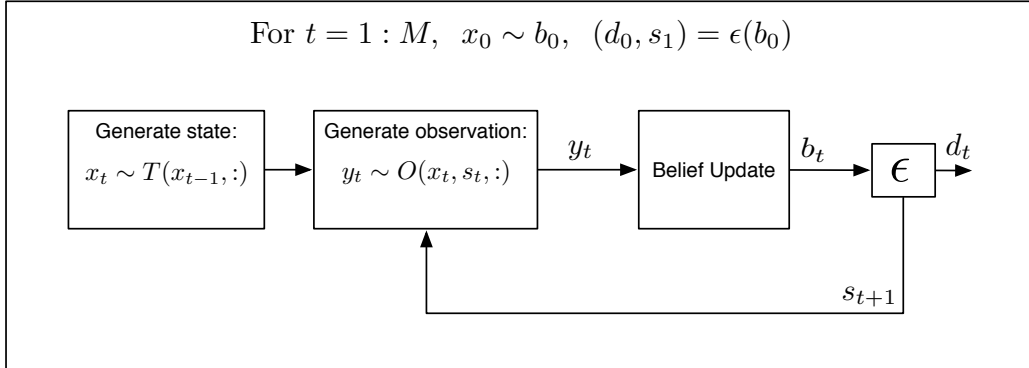 For t = 1 : M, x₀ ∼ b₀, (d₀, s₁) = ϵ(b₀)
Generate state:
xₜ ∼ T(xₜ₋₁, :)
Generate observation:
yₜ ∼ O(xₜ, sₜ, :)
yₜ
Belief Update
bₜ
ϵ
dₜ
sₜ₊₁